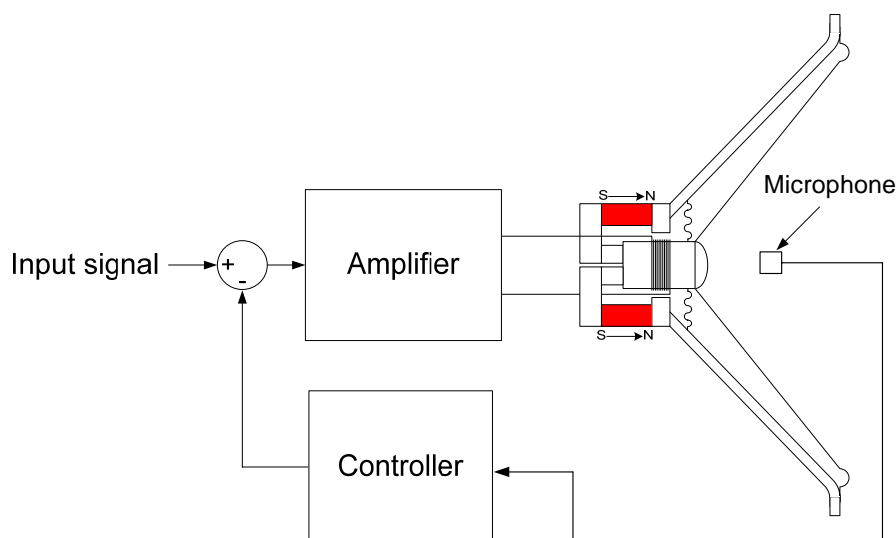 Microphone
S → N
Input signal
+
-
Amplifier
S → N
Controller